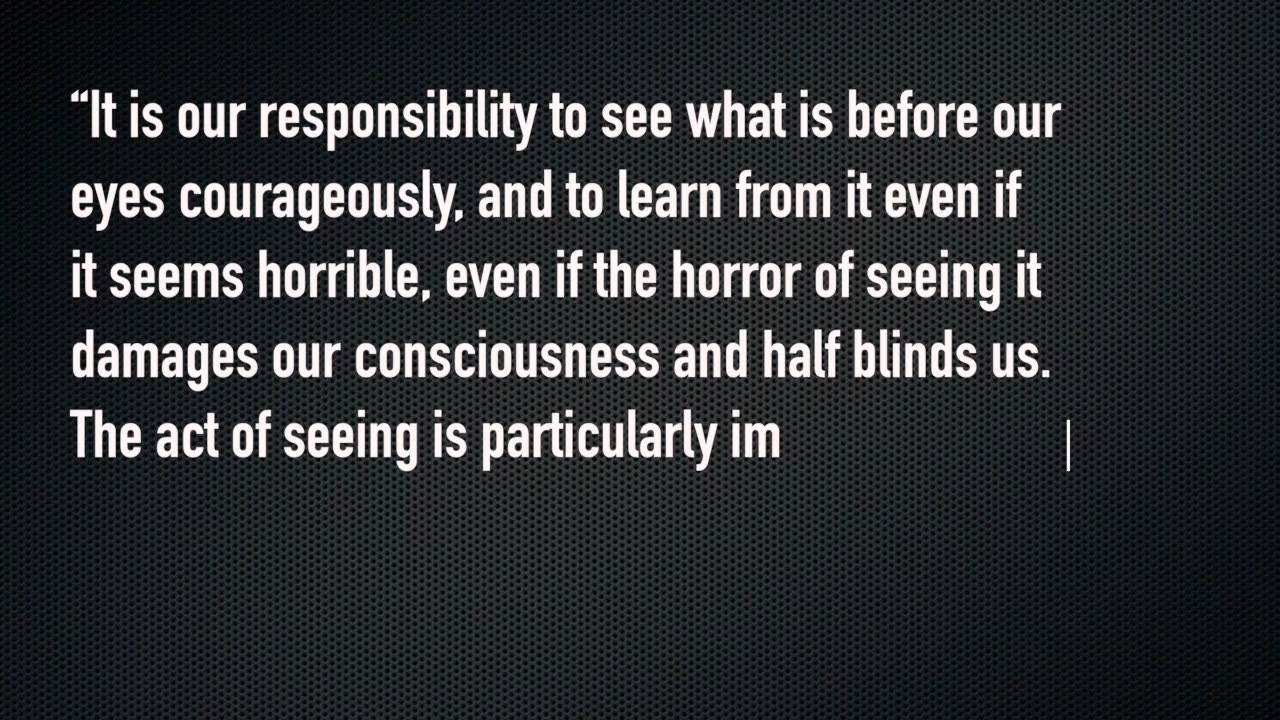 “It is our responsibility to see what is before our
eyes courageously, and to learn from it even if
it seems horrible, even if the horror of seeing it
damages our consciousness and half blinds us.
The act of seeing is particularly im